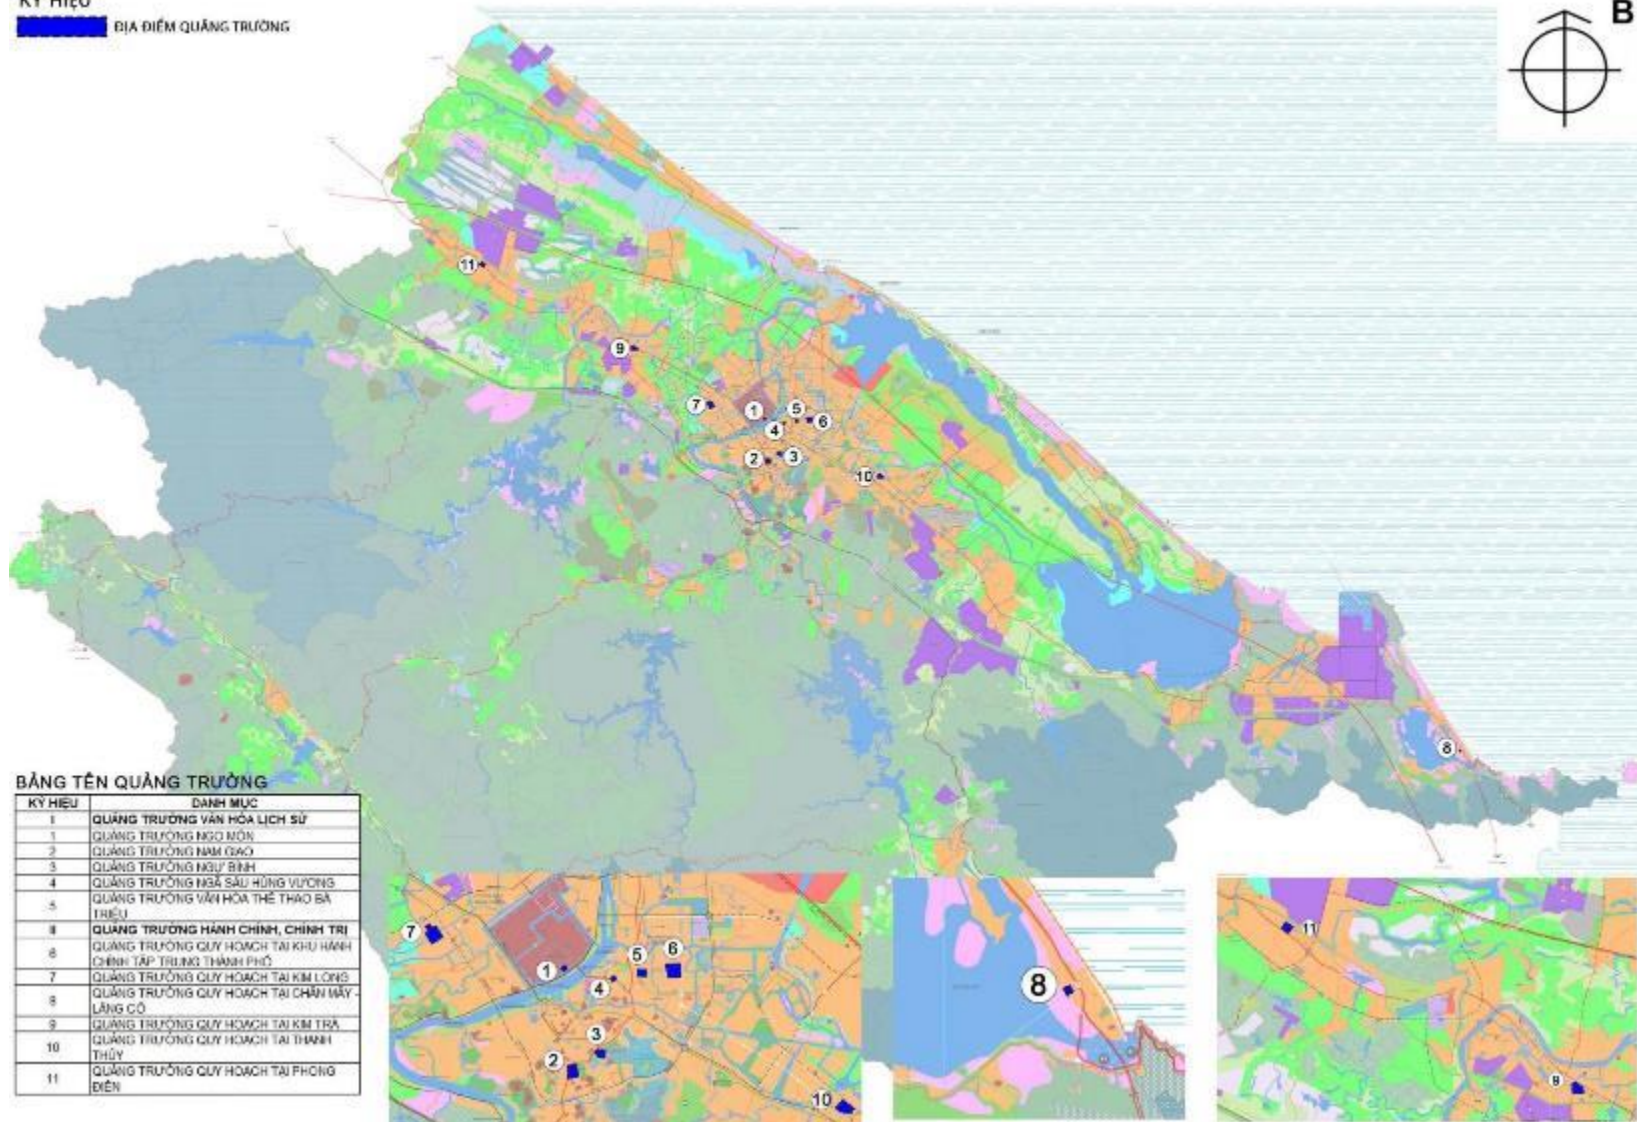 KÝ HIỆU
ĐỊA ĐIỂM QUẢNG TRƯỜNG
B
11
9
7
1
5
6
4
2
3
10
8
BẢNG TÊN QUẢNG TRƯỜNG
KÝ HIỆU DANH MỤC
I QUẢNG TRƯỜNG VĂN HÓA LỊCH SỬ
1 QUẢNG TRƯỜNG NGỌ MÔN
2 QUẢNG TRƯỜNG NAM GIAO
3 QUẢNG TRƯỜNG NGỰ BÌNH
4 QUẢNG TRƯỜNG NGÃ SÁU HÙNG VƯƠNG
5 QUẢNG TRƯỜNG VĂN HÓA THỂ THAO BÀ
TRIỆU
II QUẢNG TRƯỜNG HÀNH CHÍNH, CHÍNH TRỊ
6 QUẢNG TRƯỜNG QUY HOẠCH TẠI KHU HÀNH
CHÍNH TẬP TRUNG THÀNH PHỐ
7 QUẢNG TRƯỜNG QUY HOẠCH TẠI KIM LONG
8 QUẢNG TRƯỜNG QUY HOẠCH TẠI CHÂN MÂY -
LĂNG CÔ
9 QUẢNG TRƯỜNG QUY HOẠCH TẠI KIM TRÀ
10 QUẢNG TRƯỜNG QUY HOẠCH TẠI THANH
THỦY
11 QUẢNG TRƯỜNG QUY HOẠCH TẠI PHONG
ĐIỀN
7
1
5
6
4
3
2
10
8
11
9